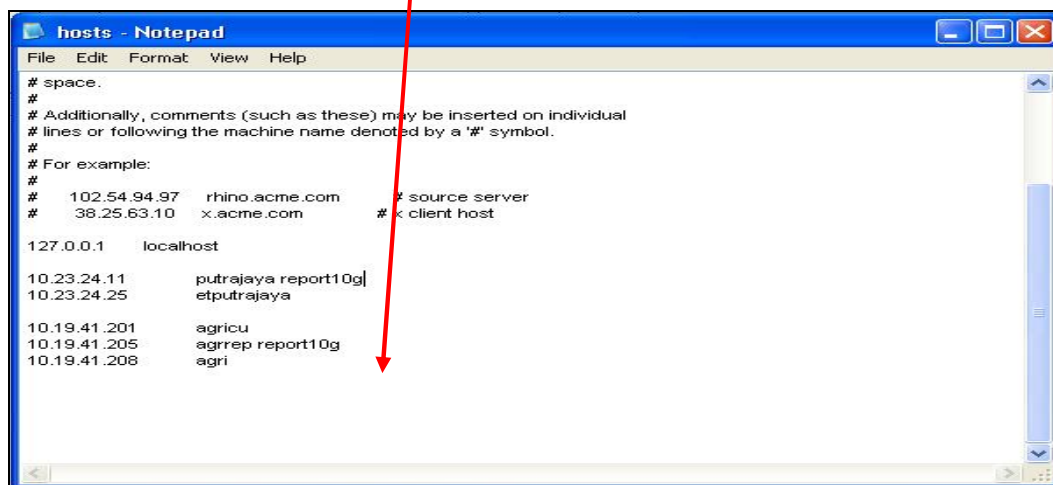 hosts - Notepad
File Edit Format View Help
# space.
#
# Additionally, comments (such as these) may be inserted on individual
# lines or following the machine name denoted by a '#' symbol.
#
# For example:
#
# 102.54.94.97 rhino.acme.com # source server
# 38.25.63.10 x.acme.com # x client host
127.0.0.1 localhost
10.23.24.11 putrajaya report10g
10.23.24.25 etputrajaya
10.19.41.201 agricu
10.19.41.205 agrrep report10g
10.19.41.208 agri